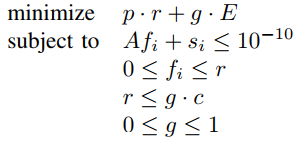 minimize p · r + g · E
subject to Af_i + s_i ≤ 10^{-10}
0 ≤ f_i ≤ r
r ≤ g · c
0 ≤ g ≤ 1